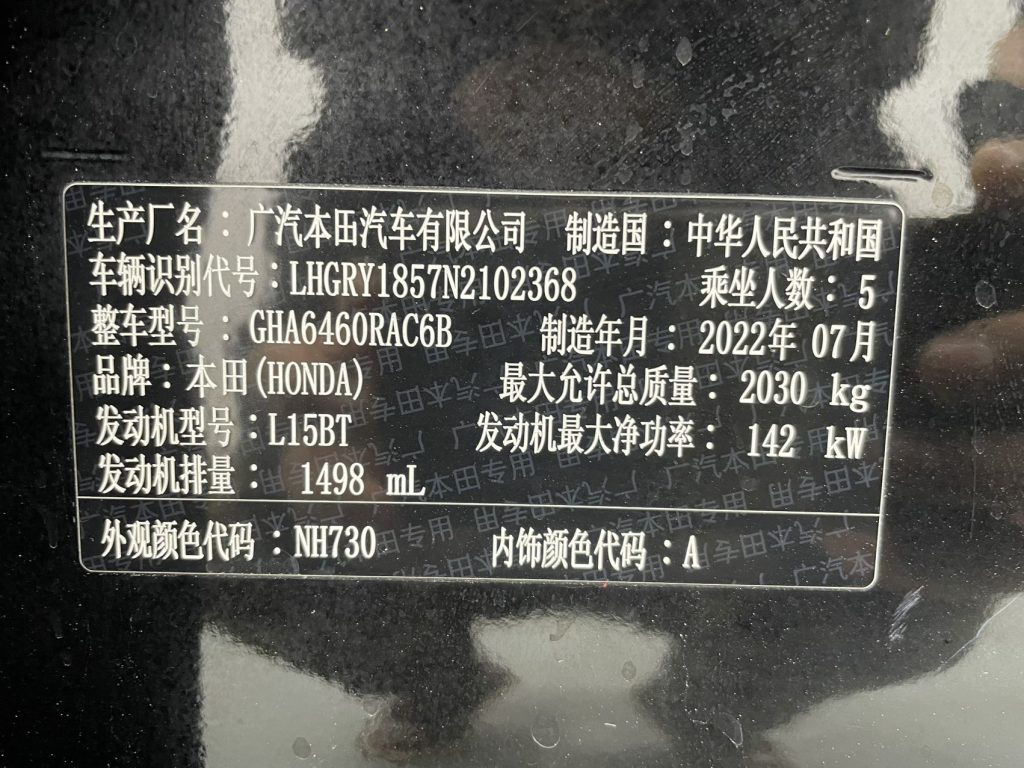 生产厂名：广汽本田汽车有限公司 制造国：中华人民共和国
车辆识别代号：LHGRY1857N2102368 乘坐人数：5
整车型号：GHA6460RAC6B 制造年月：2022年 07月
品牌：本田(HONDA) 最大允许总质量：2030 kg
发动机型号：L15BT 发动机最大净功率：142 kW
发动机排量：1498 mL
外观颜色代码：NH730 内饰颜色代码：A